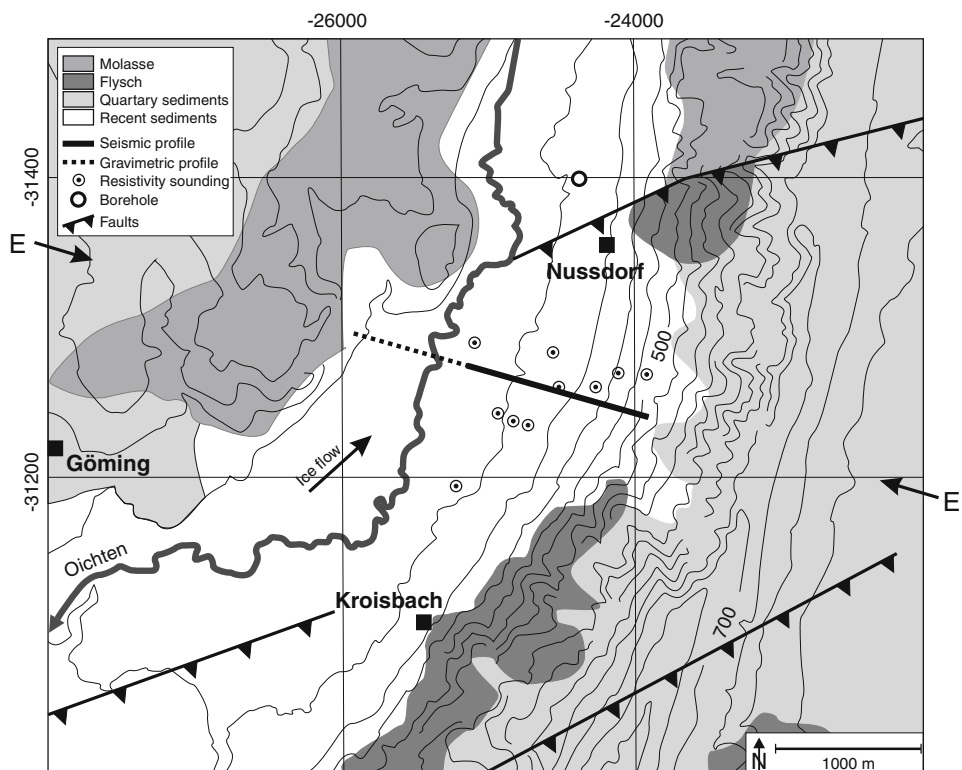 -26000
-24000
Molasse
Flysch
Quartary sediments
Recent sediments
Seismic profile
Gravimetric profile
Resistivity sounding
Borehole
Faults
-31400
E
Nussdorf
500
Göming
Ice flow
-31200
E
Oichten
Kroisbach
700
N
1000 m